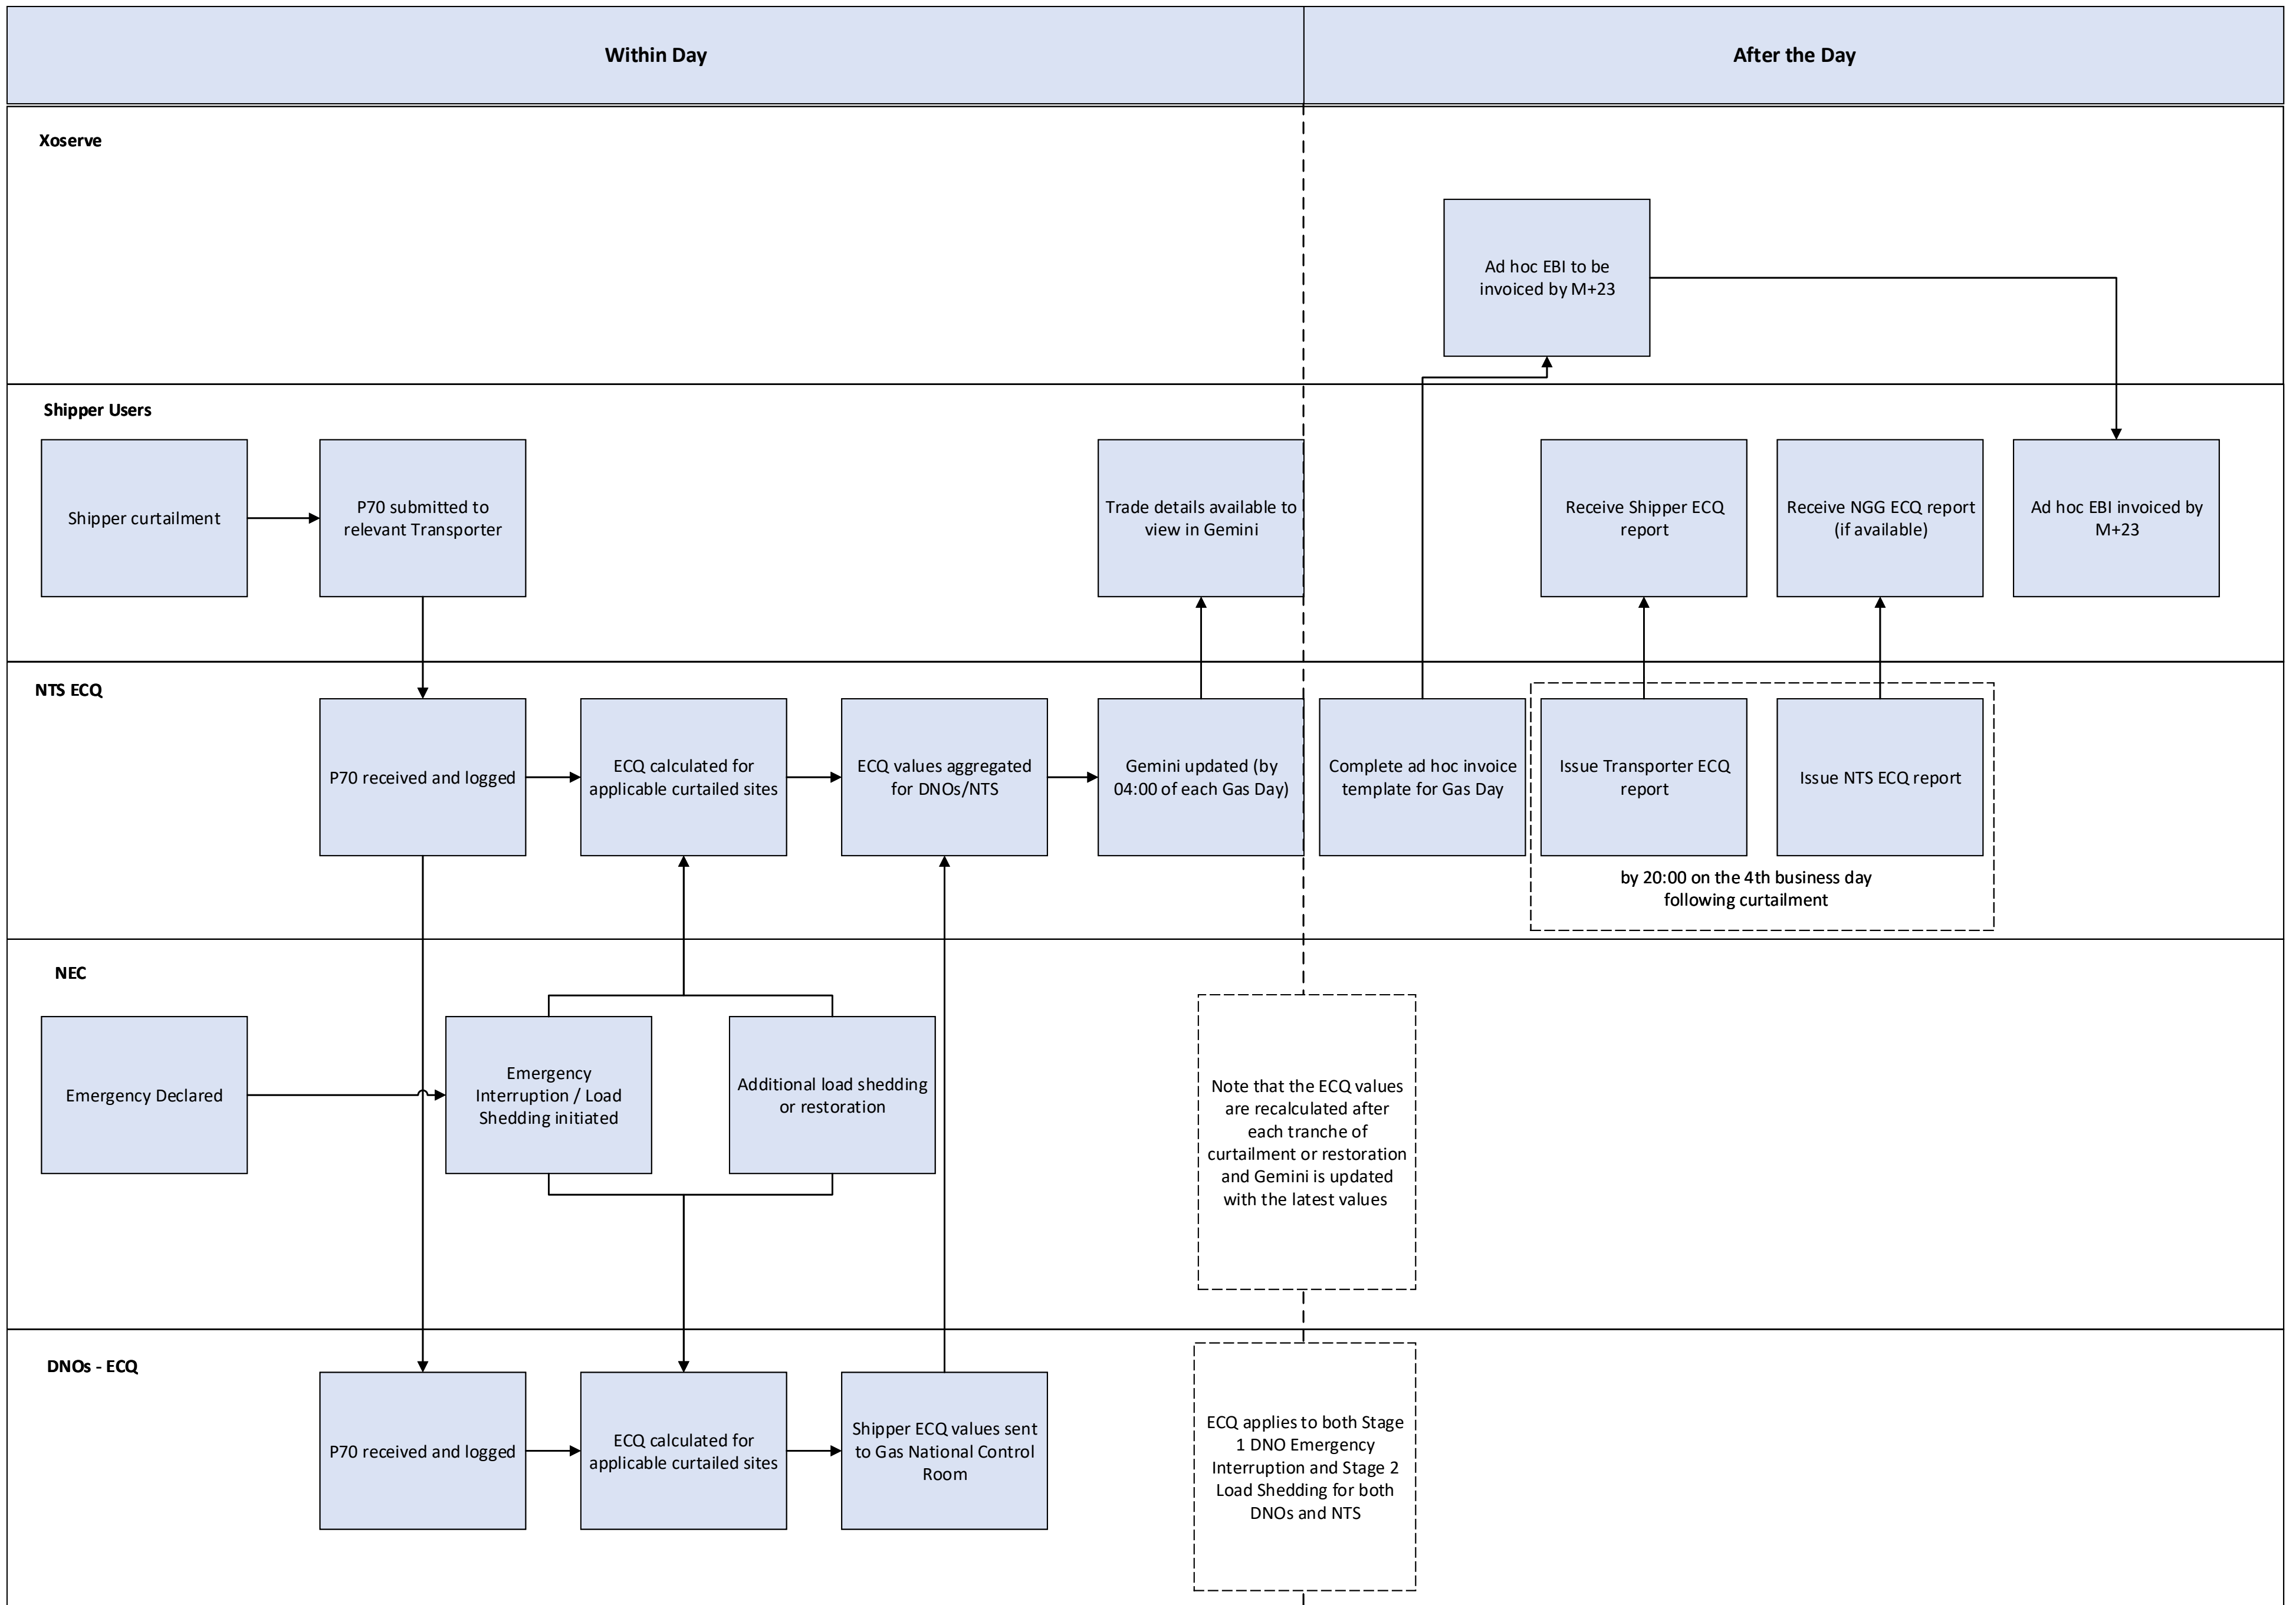 Within Day
After the Day
Xoserve
Ad hoc EBI to be
invoiced by M+23
Shipper Users
Shipper curtailment
P70 submitted to
relevant Transporter
Trade details available to
view in Gemini
Receive Shipper ECQ
report
Receive NGG ECQ report
(if available)
Ad hoc EBI invoiced by
M+23
NTS ECQ
P70 received and logged
ECQ calculated for
applicable curtailed sites
ECQ values aggregated
for DNOs/NTS
Gemini updated (by
04:00 of each Gas Day)
Complete ad hoc invoice
template for Gas Day
Issue Transporter ECQ
report
Issue NTS ECQ report
by 20:00 on the 4th business day
following curtailment
NEC
Emergency Declared
Emergency
Interruption / Load
Shedding initiated
Additional load shedding
or restoration
Note that the ECQ values
are recalculated after
each tranche of
curtailment or restoration
and Gemini is updated
with the latest values
DNOs - ECQ
P70 received and logged
ECQ calculated for
applicable curtailed sites
Shipper ECQ values sent
to Gas National Control
Room
ECQ applies to both Stage
1 DNO Emergency
Interruption and Stage 2
Load Shedding for both
DNOs and NTS